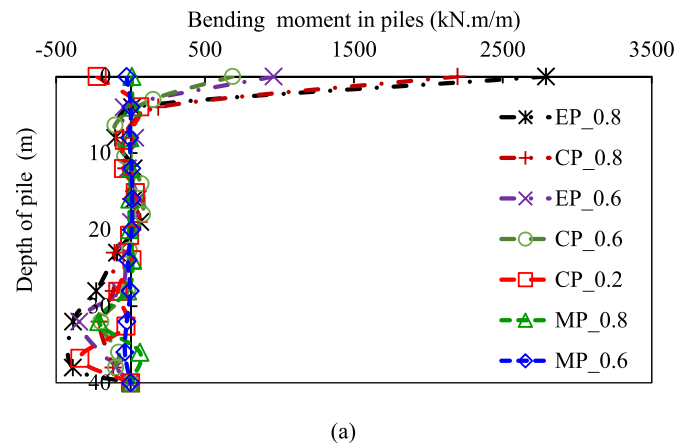 Bending moment in piles (kN.m/m)
-500 500 1500 2500 3500
0
10
20
30
40
Depth of pile (m)
EP_0.8
CP_0.8
EP_0.6
CP_0.6
CP_0.2
MP_0.8
MP_0.6
(a)